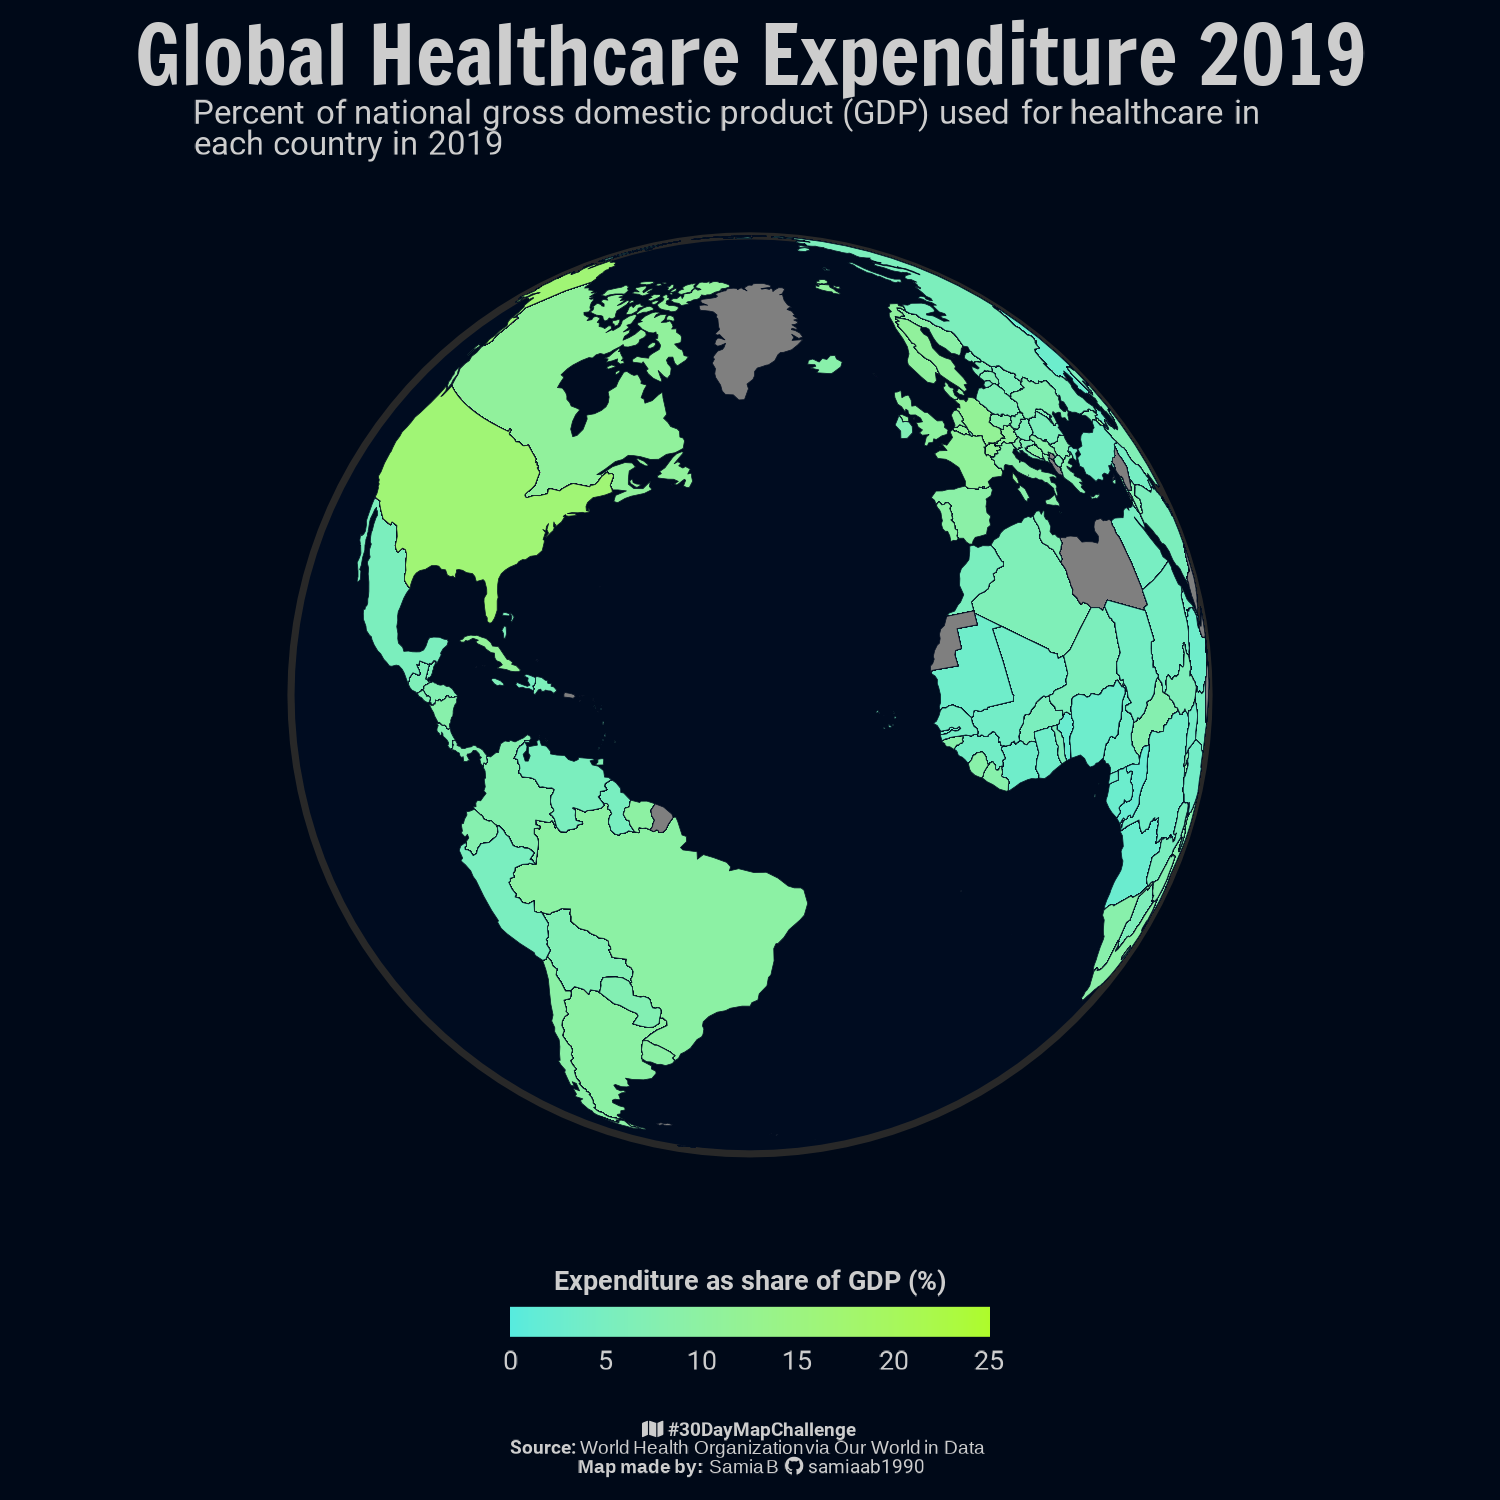 Global Healthcare Expenditure 2019
Percent of national gross domestic product (GDP) used for healthcare in
each country in 2019
Expenditure as share of GDP (%)
0 5 10 15 20 25
#30DayMapChallenge
Source: World Health Organization via Our World in Data
Map made by: Samia B samiaab1990